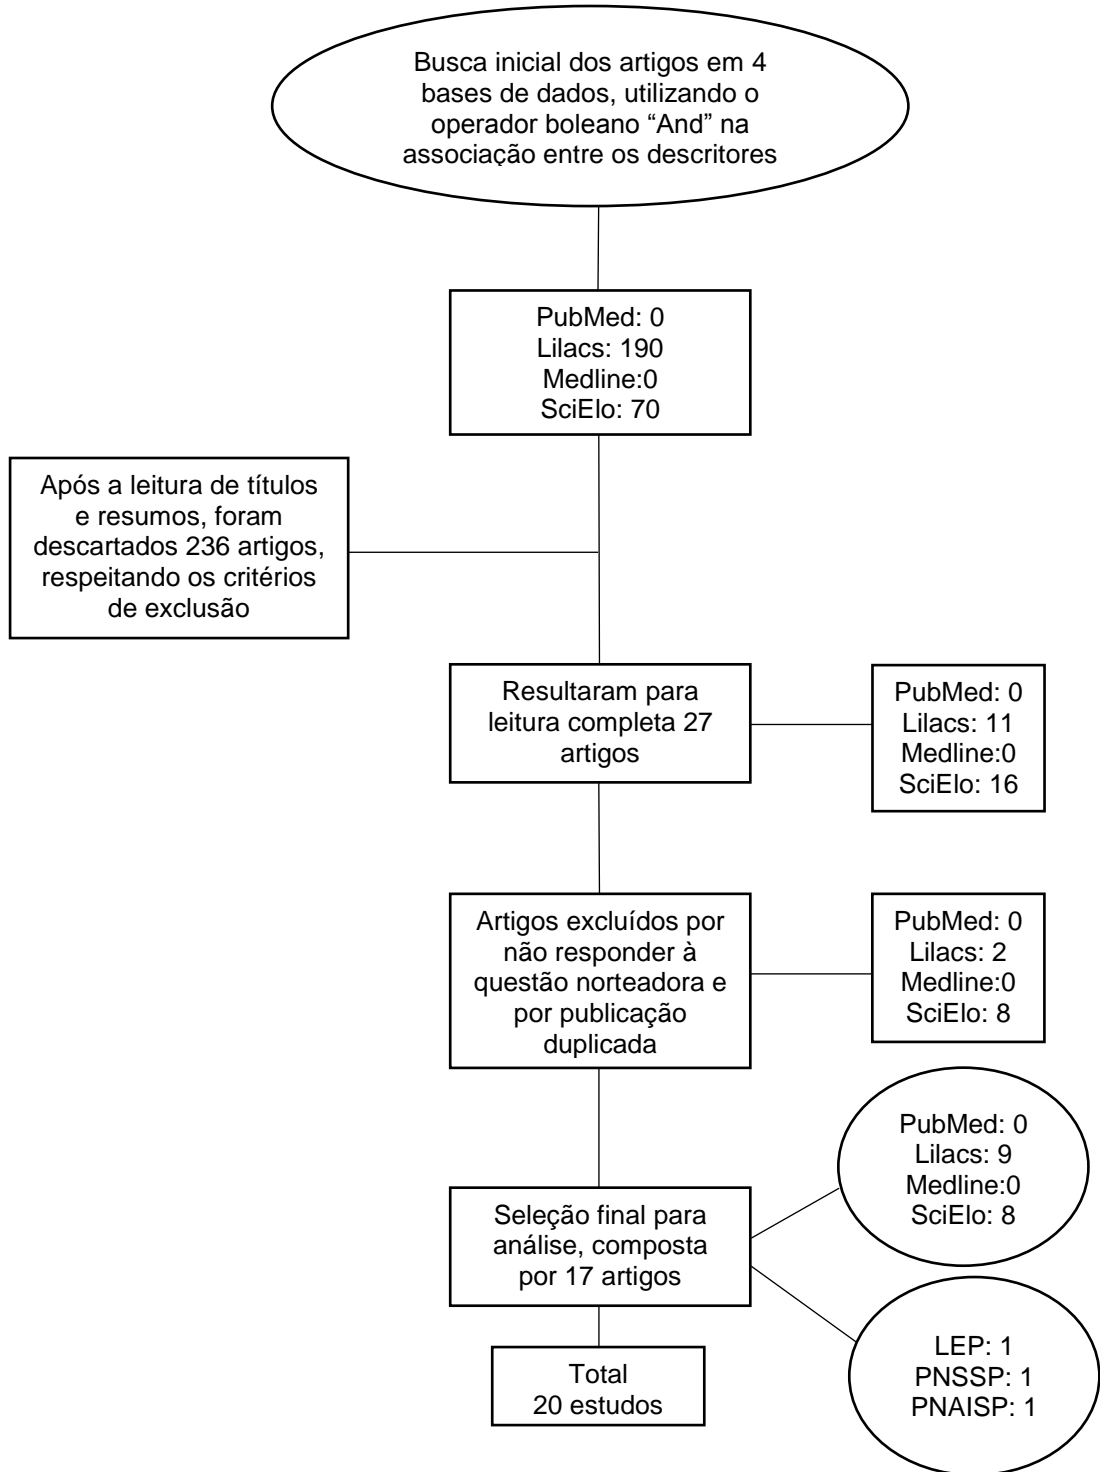 Busca inicial dos artigos em 4
bases de dados, utilizando o
operador boleano “And” na
associação entre os descritores
PubMed: 0
Lilacs: 190
Medline:0
SciElo: 70
Após a leitura de títulos
e resumos, foram
descartados 236 artigos,
respeitando os critérios
de exclusão
Resultaram para
leitura completa 27
artigos
PubMed: 0
Lilacs: 11
Medline:0
SciElo: 16
Artigos excluídos por
não responder à
questão norteadora e
por publicação
duplicada
PubMed: 0
Lilacs: 2
Medline:0
SciElo: 8
PubMed: 0
Lilacs: 9
Medline:0
SciElo: 8
Seleção final para
análise, composta
por 17 artigos
LEP: 1
PNSSP: 1
PNAISP: 1
Total
20 estudos